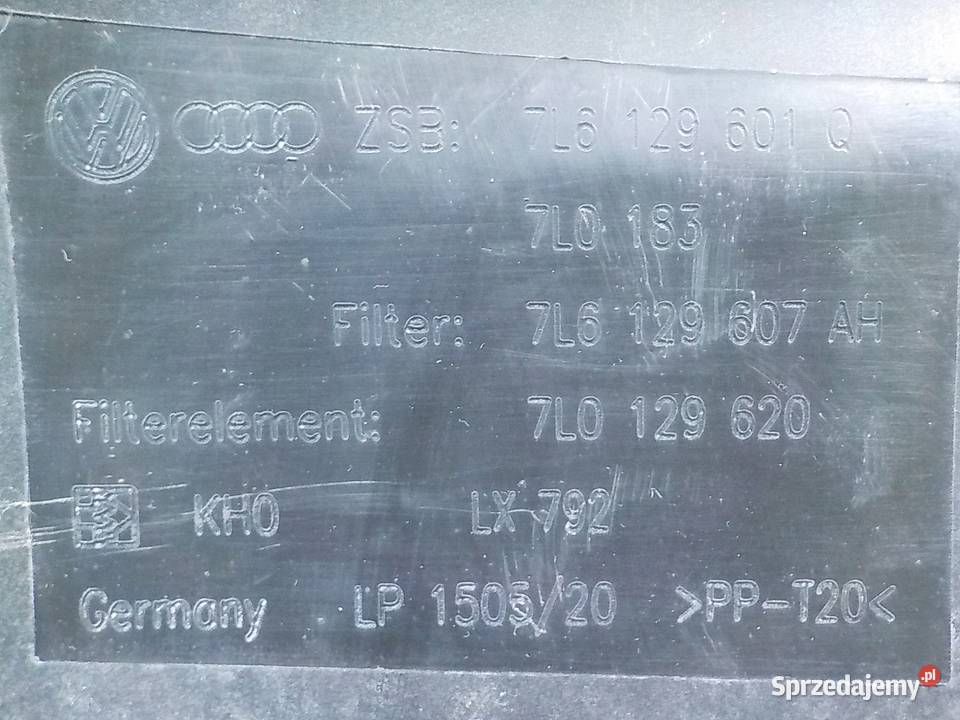 ZSB: 7L6 129 601 Q
7L0 183
Filter: 7L6 129 607 AH
Filterelement: 7L0 129 620
KHO LX 792
Germany LP 1505/20 >PP-T20<
Sprzedajemy.pl